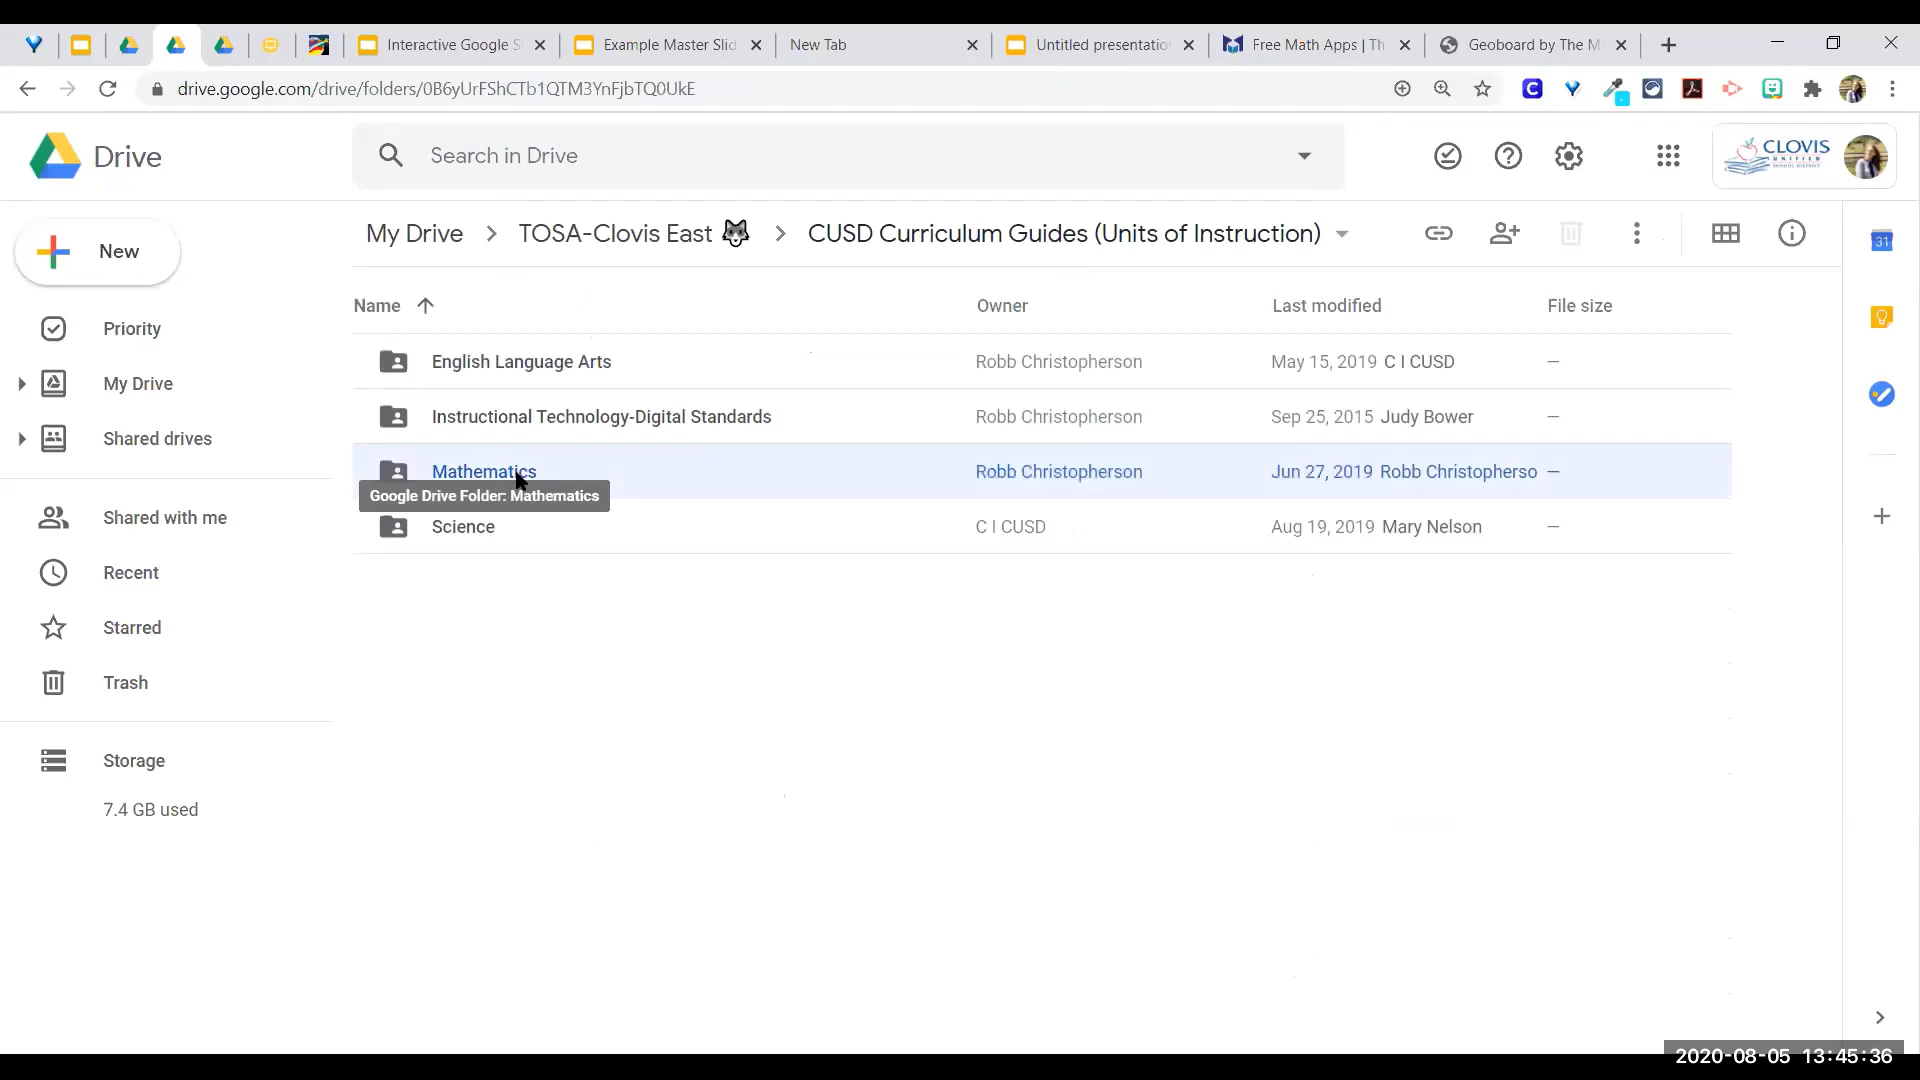 Interactive Google S
Example Master Slid
New Tab
Untitled presentatio
Free Math Apps | Th
Geoboard by The M
drive.google.com/drive/folders/0B6yUrFShCTb1QTM3YnFjbTQ0UkE
Drive
Search in Drive
CLOVIS
UNIFIED
SCHOOL DISTRICT
New
My Drive > TOSA-Clovis East > CUSD Curriculum Guides (Units of Instruction)
Name Owner Last modified File size
English Language Arts Robb Christopherson May 15, 2019 C I CUSD —
Instructional Technology-Digital Standards Robb Christopherson Sep 25, 2015 Judy Bower —
Mathematics Robb Christopherson Jun 27, 2019 Robb Christopherso —
Google Drive Folder: Mathematics
Science C I CUSD Aug 19, 2019 Mary Nelson —
Priority
My Drive
Shared drives
Shared with me
Recent
Starred
Trash
Storage
7.4 GB used
31
2020-08-05 13:45:36